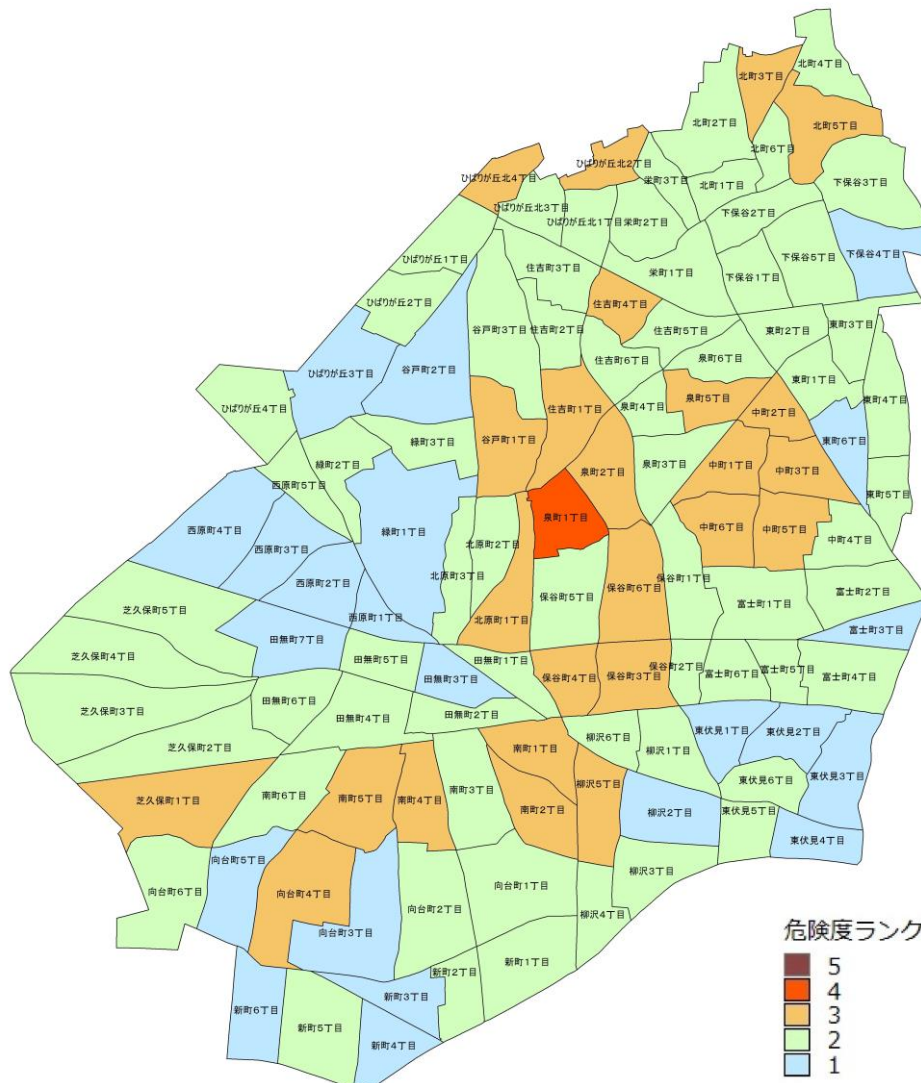 北町4丁目
北町3丁目
北町5丁目
北町2丁目
北町6丁目
ひばりが丘北2丁目
ひばりが丘北4丁目
栄町3丁目
北町1丁目
下保谷3丁目
ひばりが丘北3丁目
ひばりが丘北1丁目
栄町2丁目
下保谷2丁目
ひばりが丘1丁目
住吉町3丁目
栄町1丁目
下保谷1丁目
下保谷5丁目
下保谷4丁目
ひばりが丘2丁目
住吉町4丁目
谷戸町3丁目
住吉町2丁目
住吉町5丁目
東町2丁目
東町3丁目
ひばりが丘3丁目
谷戸町2丁目
住吉町6丁目
泉町6丁目
東町1丁目
ひばりが丘4丁目
住吉町1丁目
泉町4丁目
泉町5丁目
中町2丁目
東町4丁目
東町6丁目
緑町3丁目
谷戸町1丁目
緑町2丁目
泉町2丁目
泉町3丁目
中町1丁目
中町3丁目
西原町5丁目
東町5丁目
泉町1丁目
西原町4丁目
緑町1丁目
中町6丁目
中町5丁目
西原町3丁目
北原町2丁目
中町4丁目
西原町2丁目
北原町3丁目
保谷町1丁目
保谷町6丁目
富士町2丁目
保谷町5丁目
富士町1丁目
芝久保町5丁目
西原町1丁目
北原町1丁目
富士町3丁目
田無町7丁目
芝久保町4丁目
田無町5丁目
田無町1丁目
保谷町2丁目
富士町5丁目
保谷町4丁目
保谷町3丁目
富士町6丁目
富士町4丁目
田無町3丁目
芝久保町3丁目
田無町6丁目
田無町2丁目
田無町4丁目
東伏見1丁目
東伏見2丁目
柳沢6丁目
芝久保町2丁目
南町1丁目
柳沢1丁目
東伏見3丁目
東伏見6丁目
柳沢5丁目
南町3丁目
南町6丁目
南町5丁目
南町4丁目
芝久保町1丁目
南町2丁目
柳沢2丁目
東伏見5丁目
東伏見4丁目
向台町5丁目
柳沢3丁目
向台町1丁目
向台町6丁目
向台町4丁目
向台町2丁目
柳沢4丁目
向台町3丁目
新町1丁目
新町2丁目
新町3丁目
新町6丁目
新町5丁目
新町4丁目
危険度ランク
5
4
3
2
1